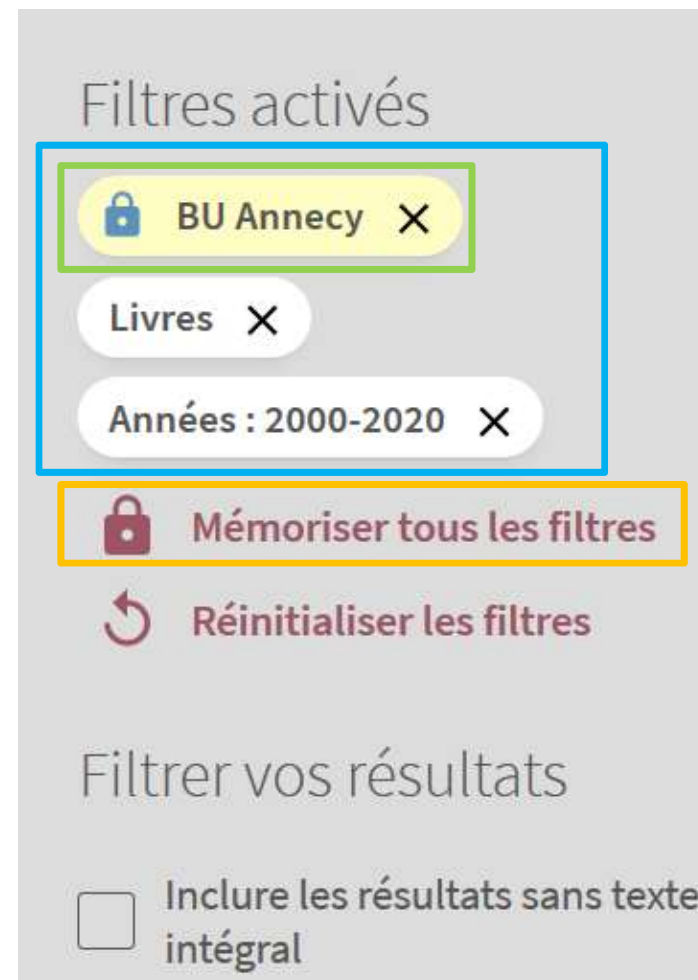 Filtres activés
BU Annecy
Livres
Années : 2000-2020
Mémoriser tous les filtres
Réinitialiser les filtres
Filtrer vos résultats
Inclure les résultats sans texte
intégral